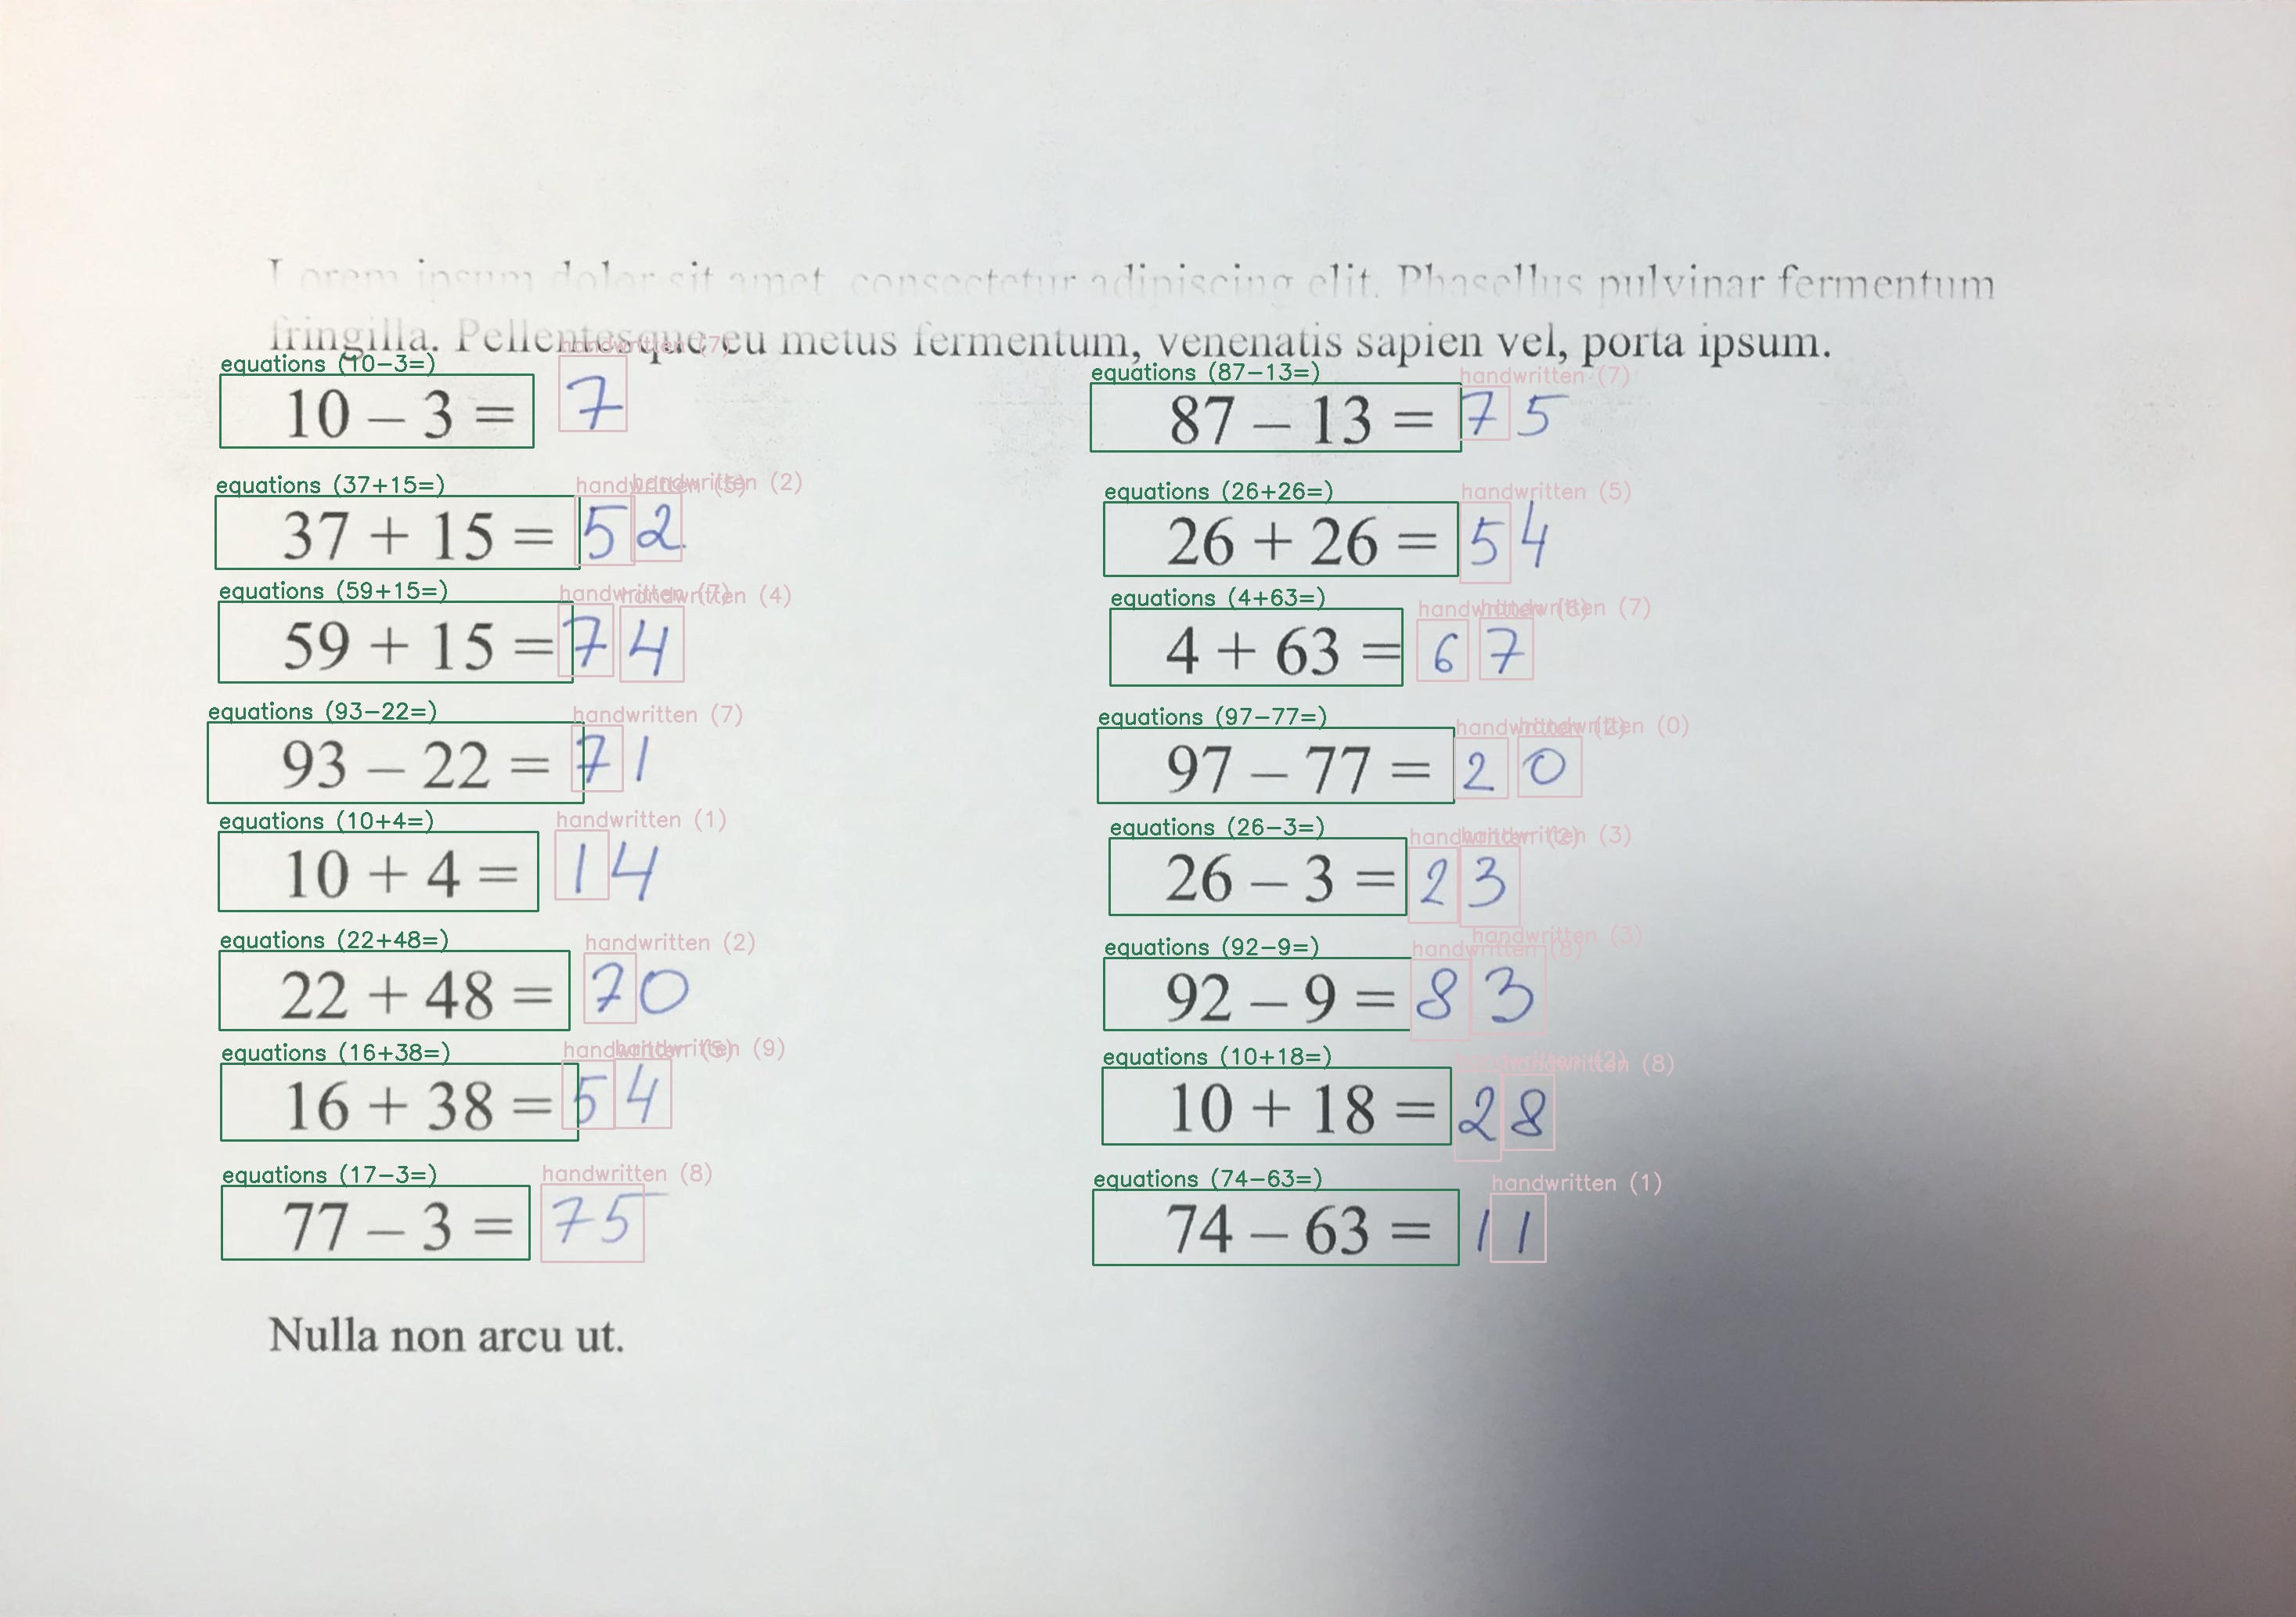 Lorem ipsum dolor sit amet, consectetur adipiscing elit. Phasellus pulvinar fermentum
fringilla. Pellentesque eu metus fermentum, venenatis sapien vel, porta ipsum.
equations (10-3=) handwritten (7)
10 – 3 = 7
equations (87-13=) handwritten (7)
87 – 13 = 75
equations (37+15=) handwritten (5) handwritten (2)
37 + 15 = 52
equations (26+26=) handwritten (5)
26 + 26 = 54
equations (59+15=) handwritten (7) handwritten (4)
59 + 15 = 74
equations (4+63=) handwritten (6) handwritten (7)
4 + 63 = 67
equations (93-22=) handwritten (7)
93 – 22 = 71
equations (97-77=) handwritten (2) handwritten (0)
97 – 77 = 20
equations (10+4=) handwritten (1)
10 + 4 = 14
equations (26-3=) handwritten (2) handwritten (3)
26 – 3 = 23
equations (22+48=) handwritten (2)
22 + 48 = 70
equations (92-9=) handwritten (8) handwritten (3)
92 – 9 = 83
equations (16+38=) handwritten (5) handwritten (9)
16 + 38 = 54
equations (10+18=) handwritten (2) handwritten (8)
10 + 18 = 28
equations (17-3=) handwritten (8)
77 – 3 = 75
equations (74-63=) handwritten (1)
74 – 63 = 11
Nulla non arcu ut.